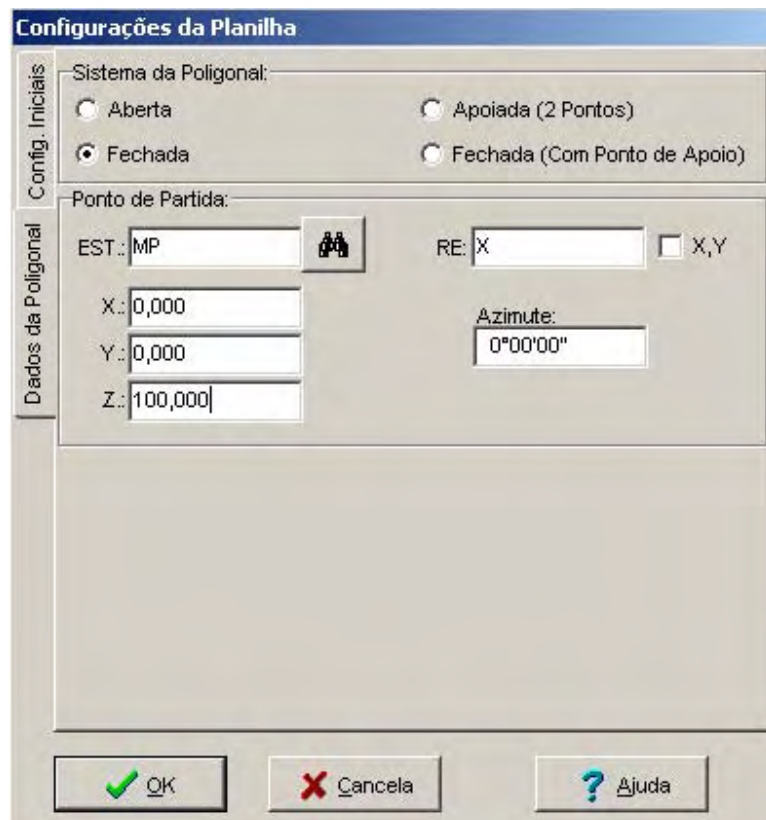 Configurações da Planilha
Config. Iniciais
Dados da Poligonal
Sistema da Poligonal:
Aberta
Apoiada (2 Pontos)
Fechada
Fechada (Com Ponto de Apoio)
Ponto de Partida:
EST.: MP
RE: X
X,Y
X.: 0,000
Azimute:
Y.: 0,000
0°00'00"
Z.: 100,000
OK
Cancela
Ajuda